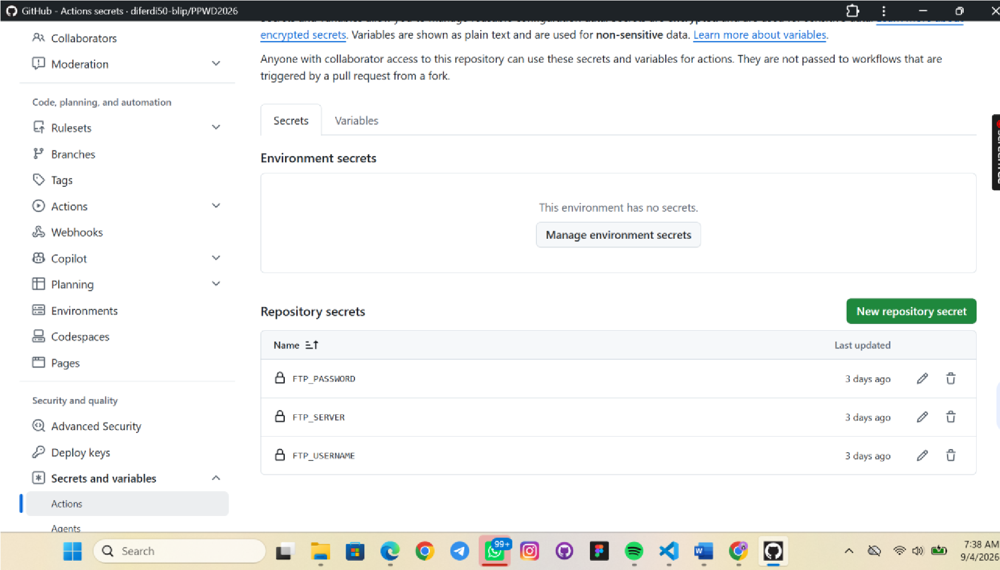 GitHub - Actions secrets · diferdi50-blip/PPWD2026
encrypted secrets. Variables are shown as plain text and are used for non-sensitive data. Learn more about variables.
Anyone with collaborator access to this repository can use these secrets and variables for actions. They are not passed to workflows that are
triggered by a pull request from a fork.
Collaborators
Moderation
Code, planning, and automation
Rulesets
Branches
Tags
Actions
Webhooks
Copilot
Planning
Environments
Codespaces
Pages
Security and quality
Advanced Security
Deploy keys
Secrets and variables
Actions
Agents
Secrets
Variables
Environment secrets
This environment has no secrets.
Manage environment secrets
Repository secrets
New repository secret
Name
Last updated
FTP_PASSWORD
3 days ago
FTP_SERVER
3 days ago
FTP_USERNAME
3 days ago
Search
99+
7:38 AM
9/4/2026